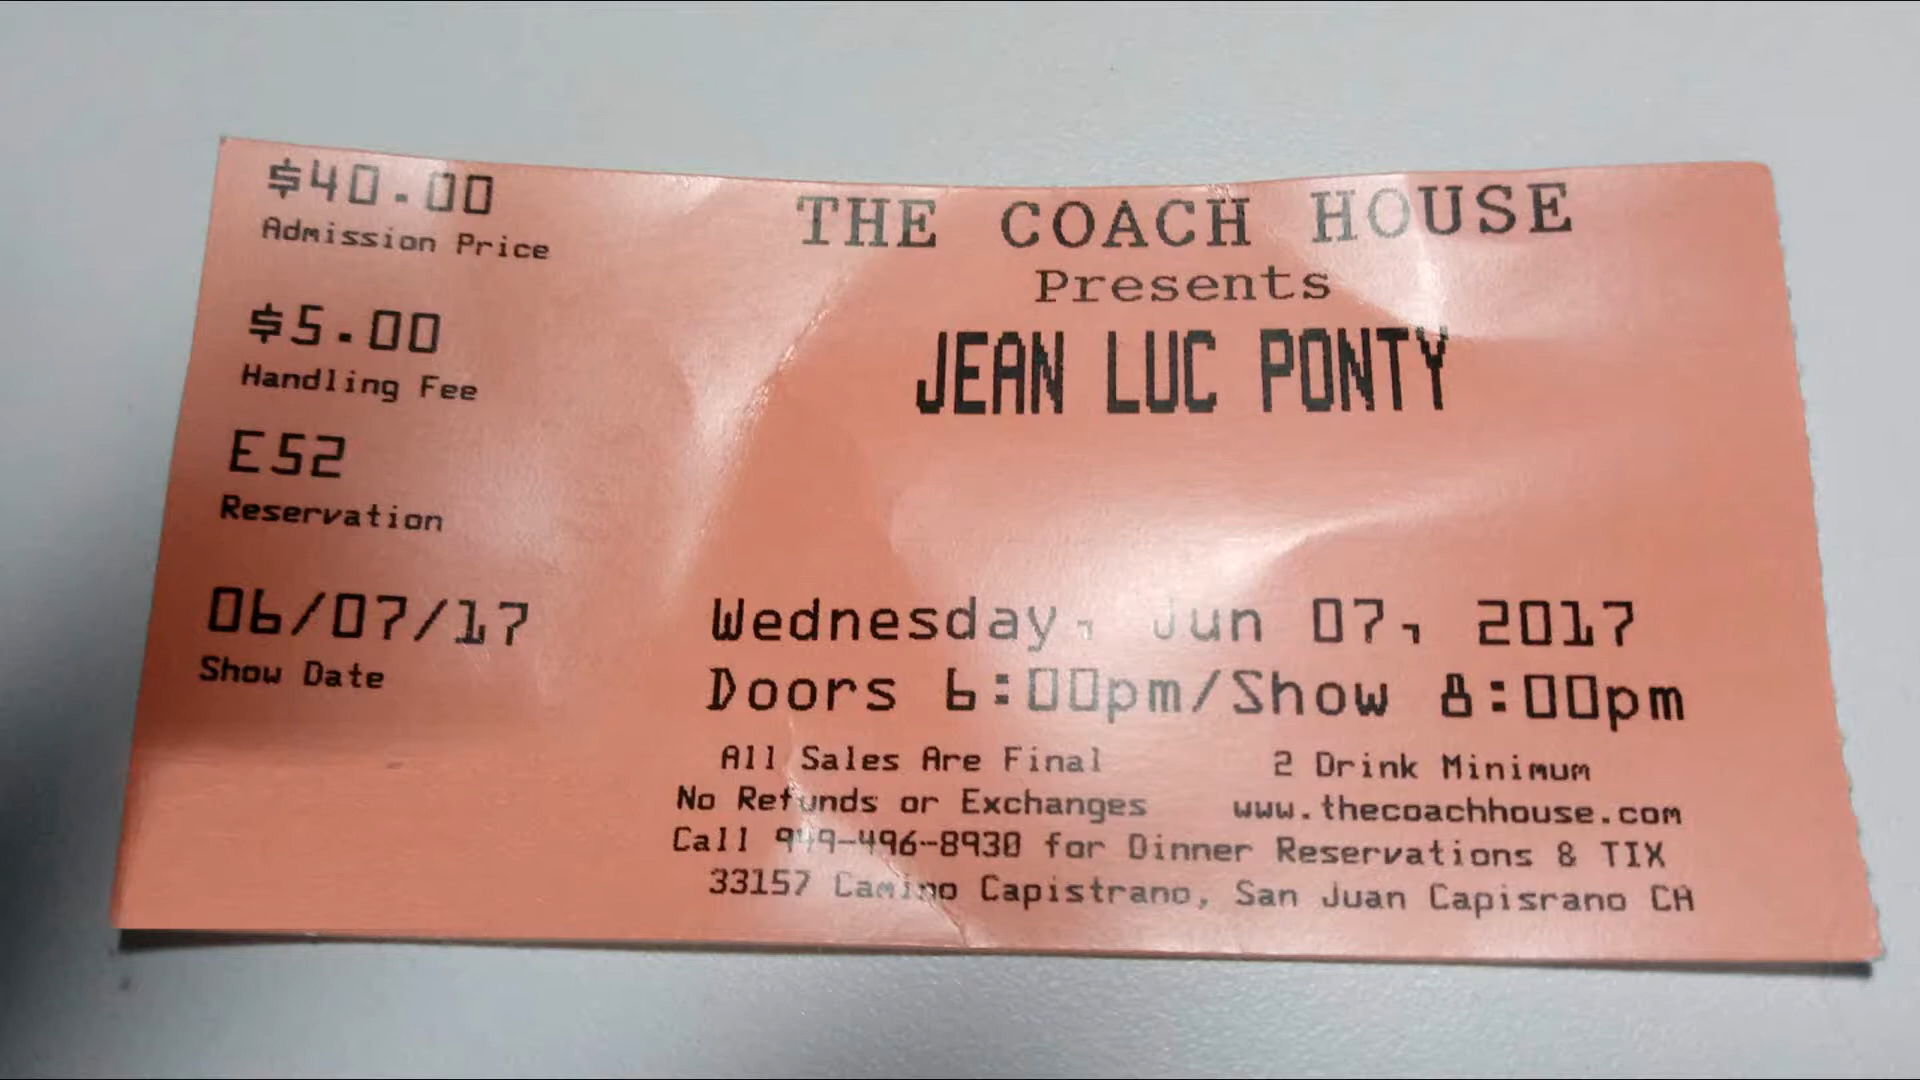 $40.00
Admission Price
$5.00
Handling Fee
E52
Reservation
06/07/17
Show Date
THE COACH HOUSE
Presents
JEAN LUC PONTY
Wednesday, Jun 07, 2017
Doors 6:00pm/Show 8:00pm
All Sales Are Final 2 Drink Minimum
No Refunds or Exchanges www.thecoachhouse.com
Call 949-496-8930 for Dinner Reservations & TIX
33157 Camino Capistrano, San Juan Capisrano CA